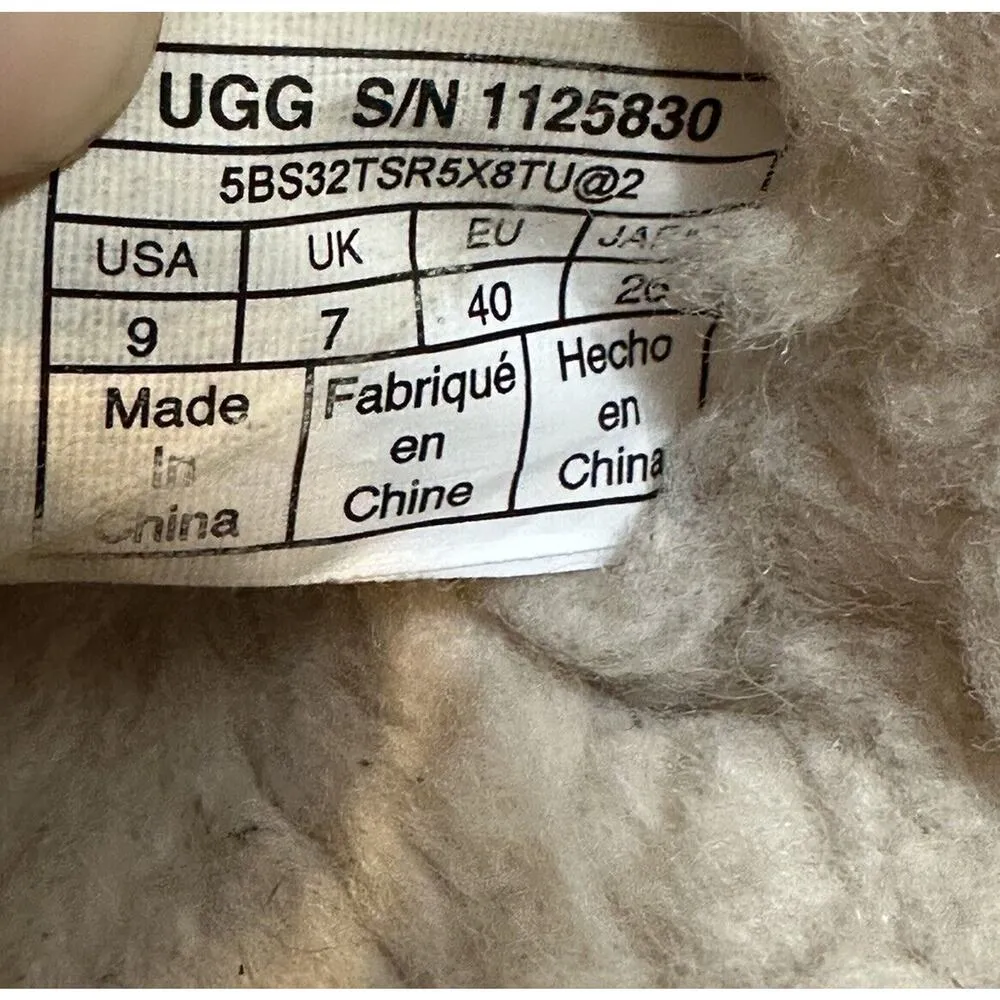 UGG S/N 1125830
5BS32TSR5X8TU@2
USA UK EU
9 7 40
Made Fabriqué Hecho
in en en
China Chine China